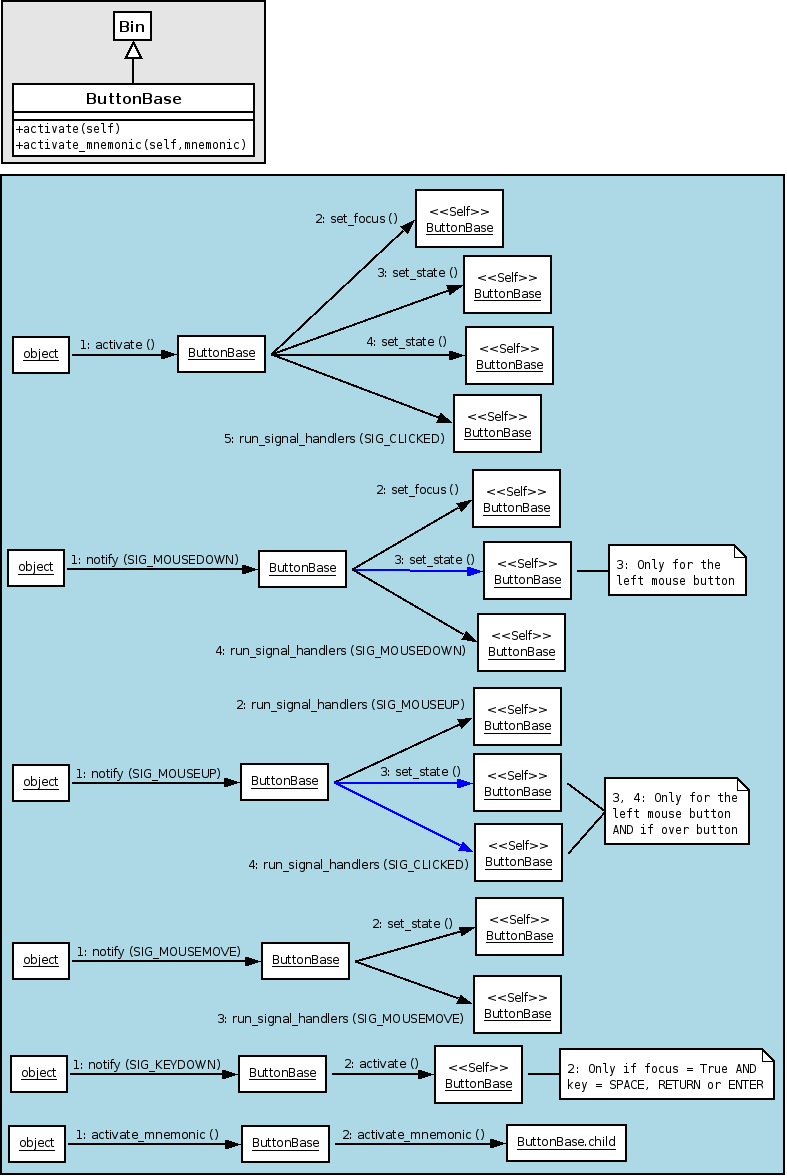 Bin
ButtonBase
+activate(self)
+activate_mnemonic(self,mnemonic)
2: set_focus ()
<<Self>>
ButtonBase
3: set_state ()
<<Self>>
ButtonBase
object
1: activate ()
ButtonBase
4: set_state ()
<<Self>>
ButtonBase
5: run_signal_handlers (SIG_CLICKED)
<<Self>>
ButtonBase
2: set_focus ()
<<Self>>
ButtonBase
object
1: notify (SIG_MOUSEDOWN)
ButtonBase
3: set_state ()
<<Self>>
ButtonBase
3: Only for the
left mouse button
4: run_signal_handlers (SIG_MOUSEDOWN)
<<Self>>
ButtonBase
2: run_signal_handlers (SIG_MOUSEUP)
<<Self>>
ButtonBase
object
1: notify (SIG_MOUSEUP)
ButtonBase
3: set_state ()
<<Self>>
ButtonBase
3, 4: Only for the
left mouse button
AND if over button
4: run_signal_handlers (SIG_CLICKED)
<<Self>>
ButtonBase
2: set_state ()
<<Self>>
ButtonBase
object
1: notify (SIG_MOUSEMOVE)
ButtonBase
3: run_signal_handlers (SIG_MOUSEMOVE)
<<Self>>
ButtonBase
object
1: notify (SIG_KEYDOWN)
ButtonBase
2: activate ()
<<Self>>
ButtonBase
2: Only if focus = True AND
key = SPACE, RETURN or ENTER
object
1: activate_mnemonic ()
ButtonBase
2: activate_mnemonic ()
ButtonBase.child